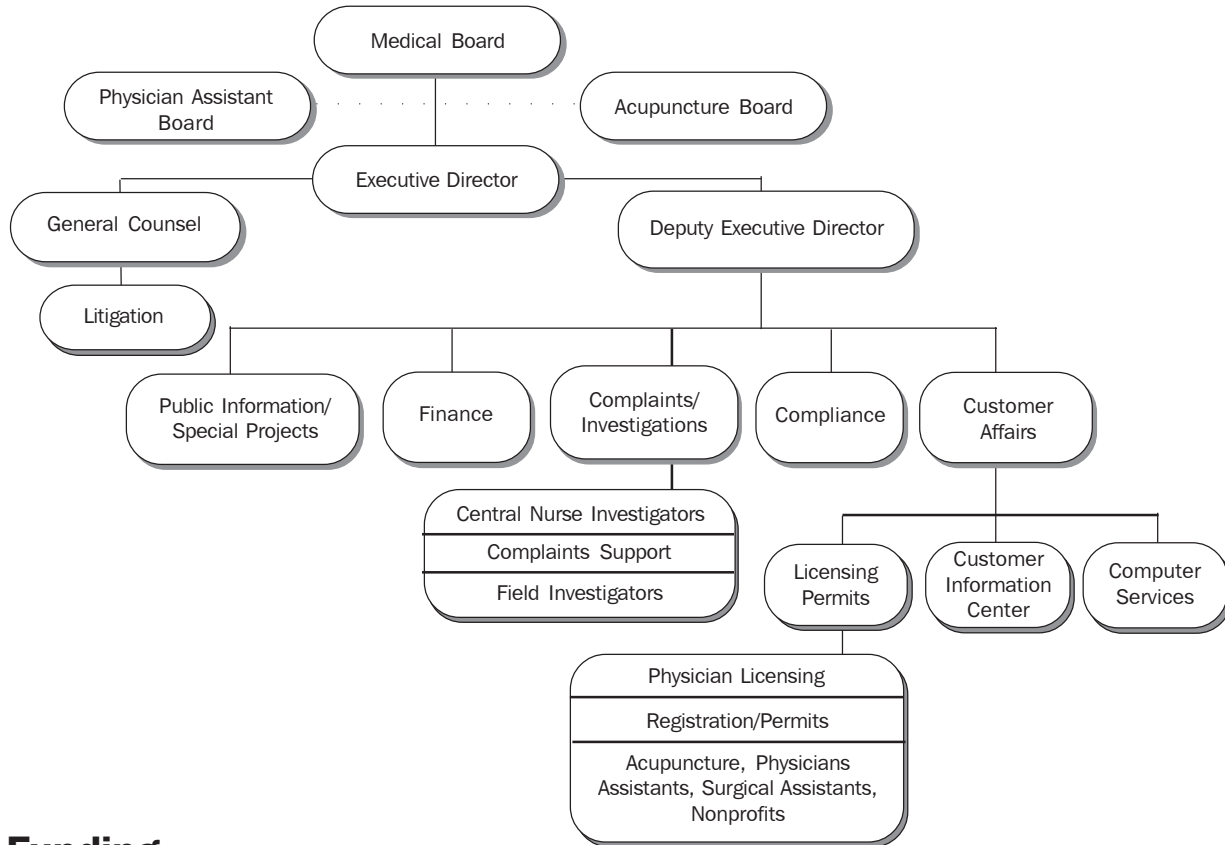 Medical Board
Physician Assistant
Board
Acupuncture Board
Executive Director
General Counsel
Deputy Executive Director
Litigation
Public Information/
Special Projects
Finance
Complaints/
Investigations
Compliance
Customer
Affairs
Central Nurse Investigators
Complaints Support
Field Investigators
Licensing
Permits
Customer
Information
Center
Computer
Services
Physician Licensing
Registration/Permits
Acupuncture, Physicians
Assistants, Surgical Assistants,
Nonprofits
Funding